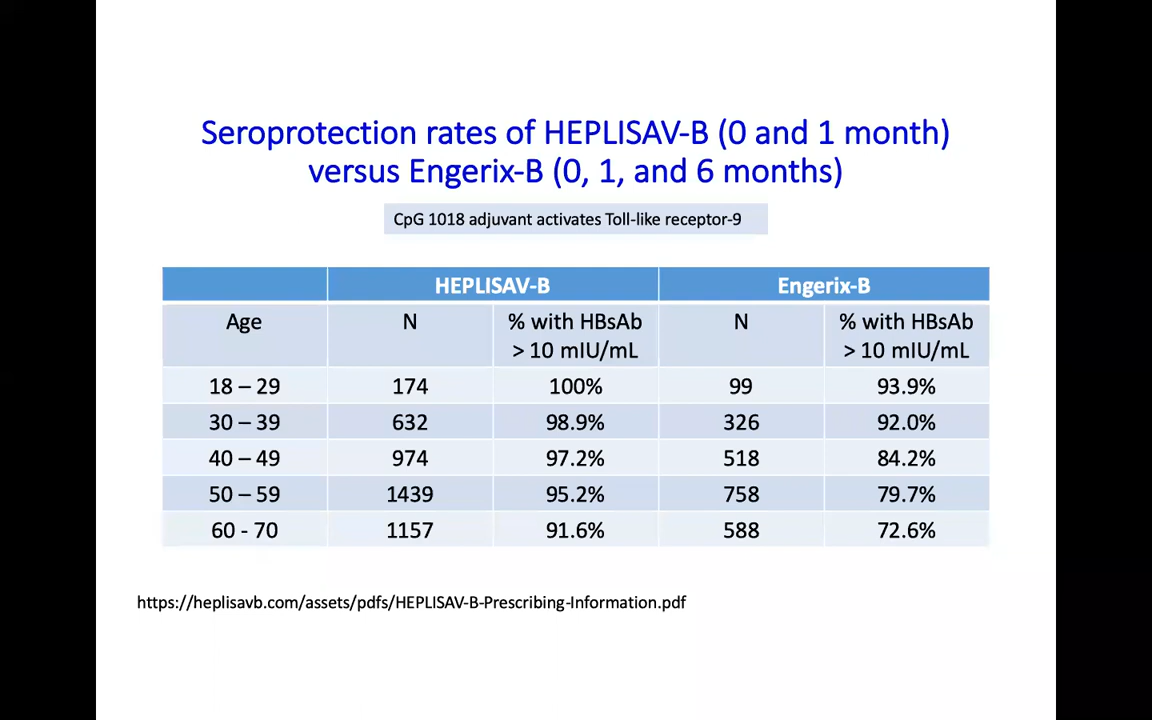 Seroprotection rates of HEPLISAV-B (0 and 1 month)
versus Engerix-B (0, 1, and 6 months)
CpG 1018 adjuvant activates Toll-like receptor-9
HEPLISAV-B Engerix-B
Age N % with HBsAb > 10 mIU/mL N % with HBsAb > 10 mIU/mL
18 – 29 174 100% 99 93.9%
30 – 39 632 98.9% 326 92.0%
40 – 49 974 97.2% 518 84.2%
50 – 59 1439 95.2% 758 79.7%
60 - 70 1157 91.6% 588 72.6%
https://heplisavb.com/assets/pdfs/HEPLISAV-B-Prescribing-Information.pdf